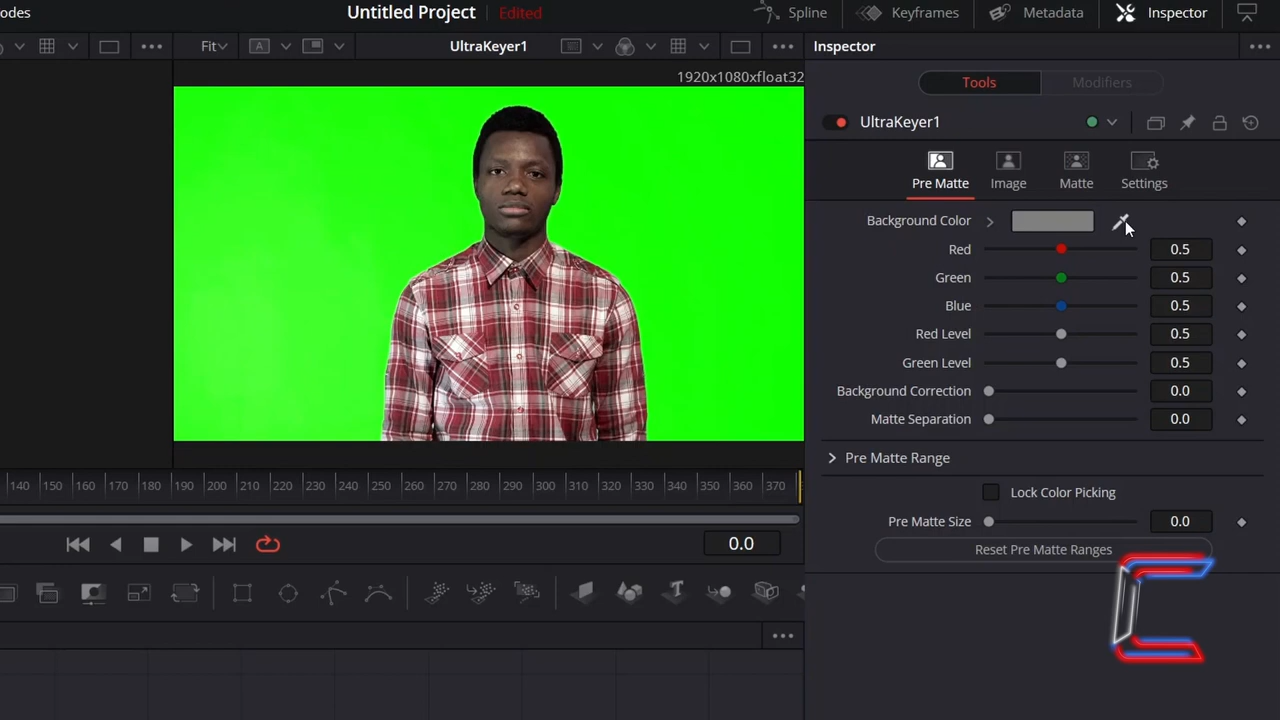 odes
Untitled Project
Edited
Spline
Keyframes
Metadata
Inspector
Fit
A
UltraKeyer1
Inspector
1920x1080xfloat32
Tools
Modifiers
UltraKeyer1
Pre Matte
Image
Matte
Settings
Background Color
Red 0.5
Green 0.5
Blue 0.5
Red Level 0.5
Green Level 0.5
Background Correction 0.0
Matte Separation 0.0
Pre Matte Range
Lock Color Picking
Pre Matte Size 0.0
Reset Pre Matte Ranges
140 150 160 170 180 190 200 210 220 230 240 250 260 270 280 290 300 310 320 330 340 350 360 370
0.0
T
C